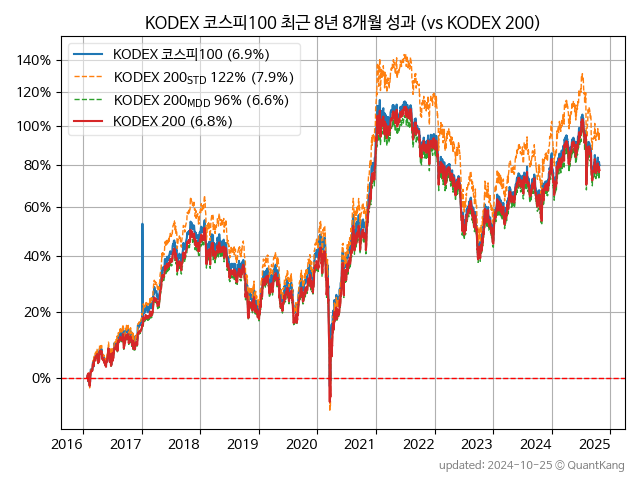 KODEX 코스피100 최근 8년 8개월 성과 (vs KODEX 200)
KODEX 코스피100 (6.9%)
KODEX 200STD 122% (7.9%)
KODEX 200MDD 96% (6.6%)
KODEX 200 (6.8%)
140%
120%
100%
80%
60%
40%
20%
0%
2016 2017 2018 2019 2020 2021 2022 2023 2024 2025
updated: 2024-10-25 ⓒ QuantKang